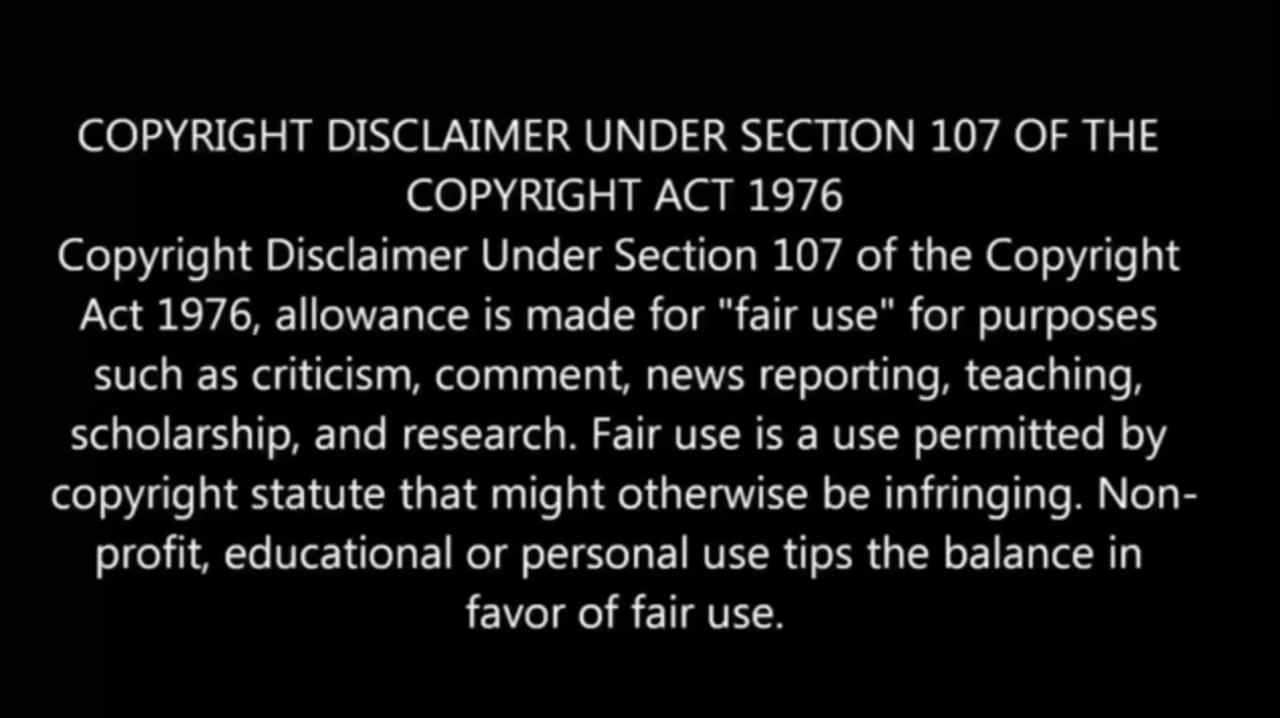 COPYRIGHT DISCLAIMER UNDER SECTION 107 OF THE
COPYRIGHT ACT 1976
Copyright Disclaimer Under Section 107 of the Copyright
Act 1976, allowance is made for "fair use" for purposes
such as criticism, comment, news reporting, teaching,
scholarship, and research. Fair use is a use permitted by
copyright statute that might otherwise be infringing. Non-
profit, educational or personal use tips the balance in
favor of fair use.